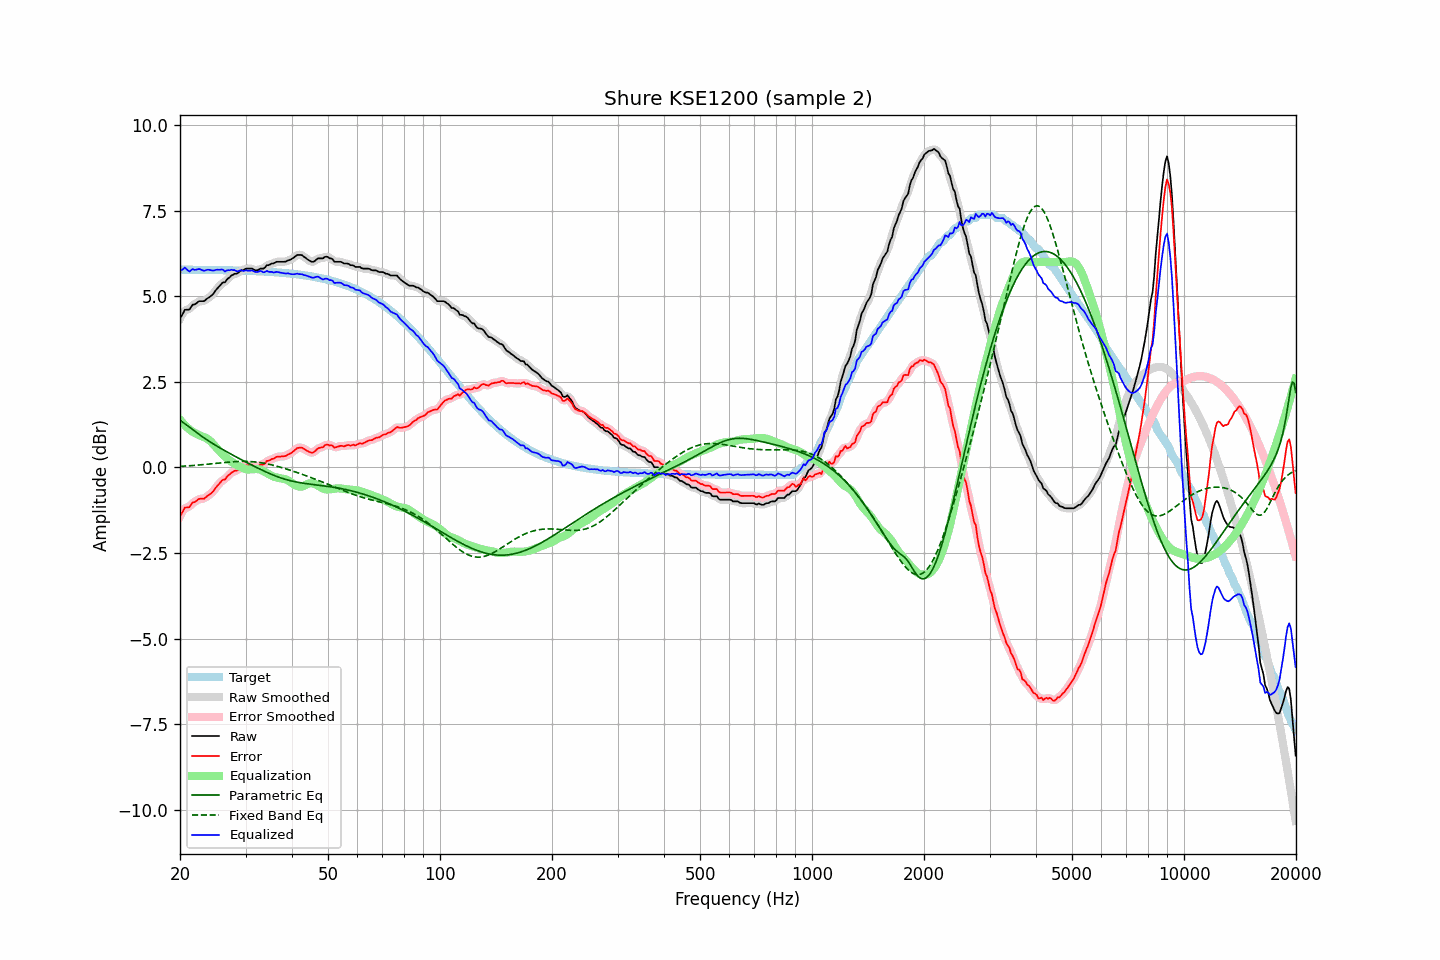 Shure KSE1200 (sample 2)
10.0
7.5
5.0
2.5
0.0
−2.5
−5.0
−7.5
−10.0
Amplitude (dBr)
Target
Raw Smoothed
Error Smoothed
Raw
Error
Equalization
Parametric Eq
Fixed Band Eq
Equalized
20 50 100 200 500 1000 2000 5000 10000 20000
Frequency (Hz)